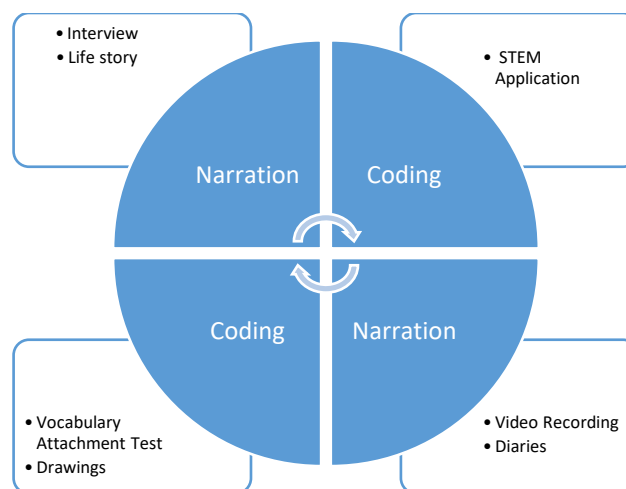 • Interview
• Life story
• STEM
Application
Narration
Coding
Coding
Narration
• Vocabulary
Attachment Test
• Drawings
• Video Recording
• Diaries